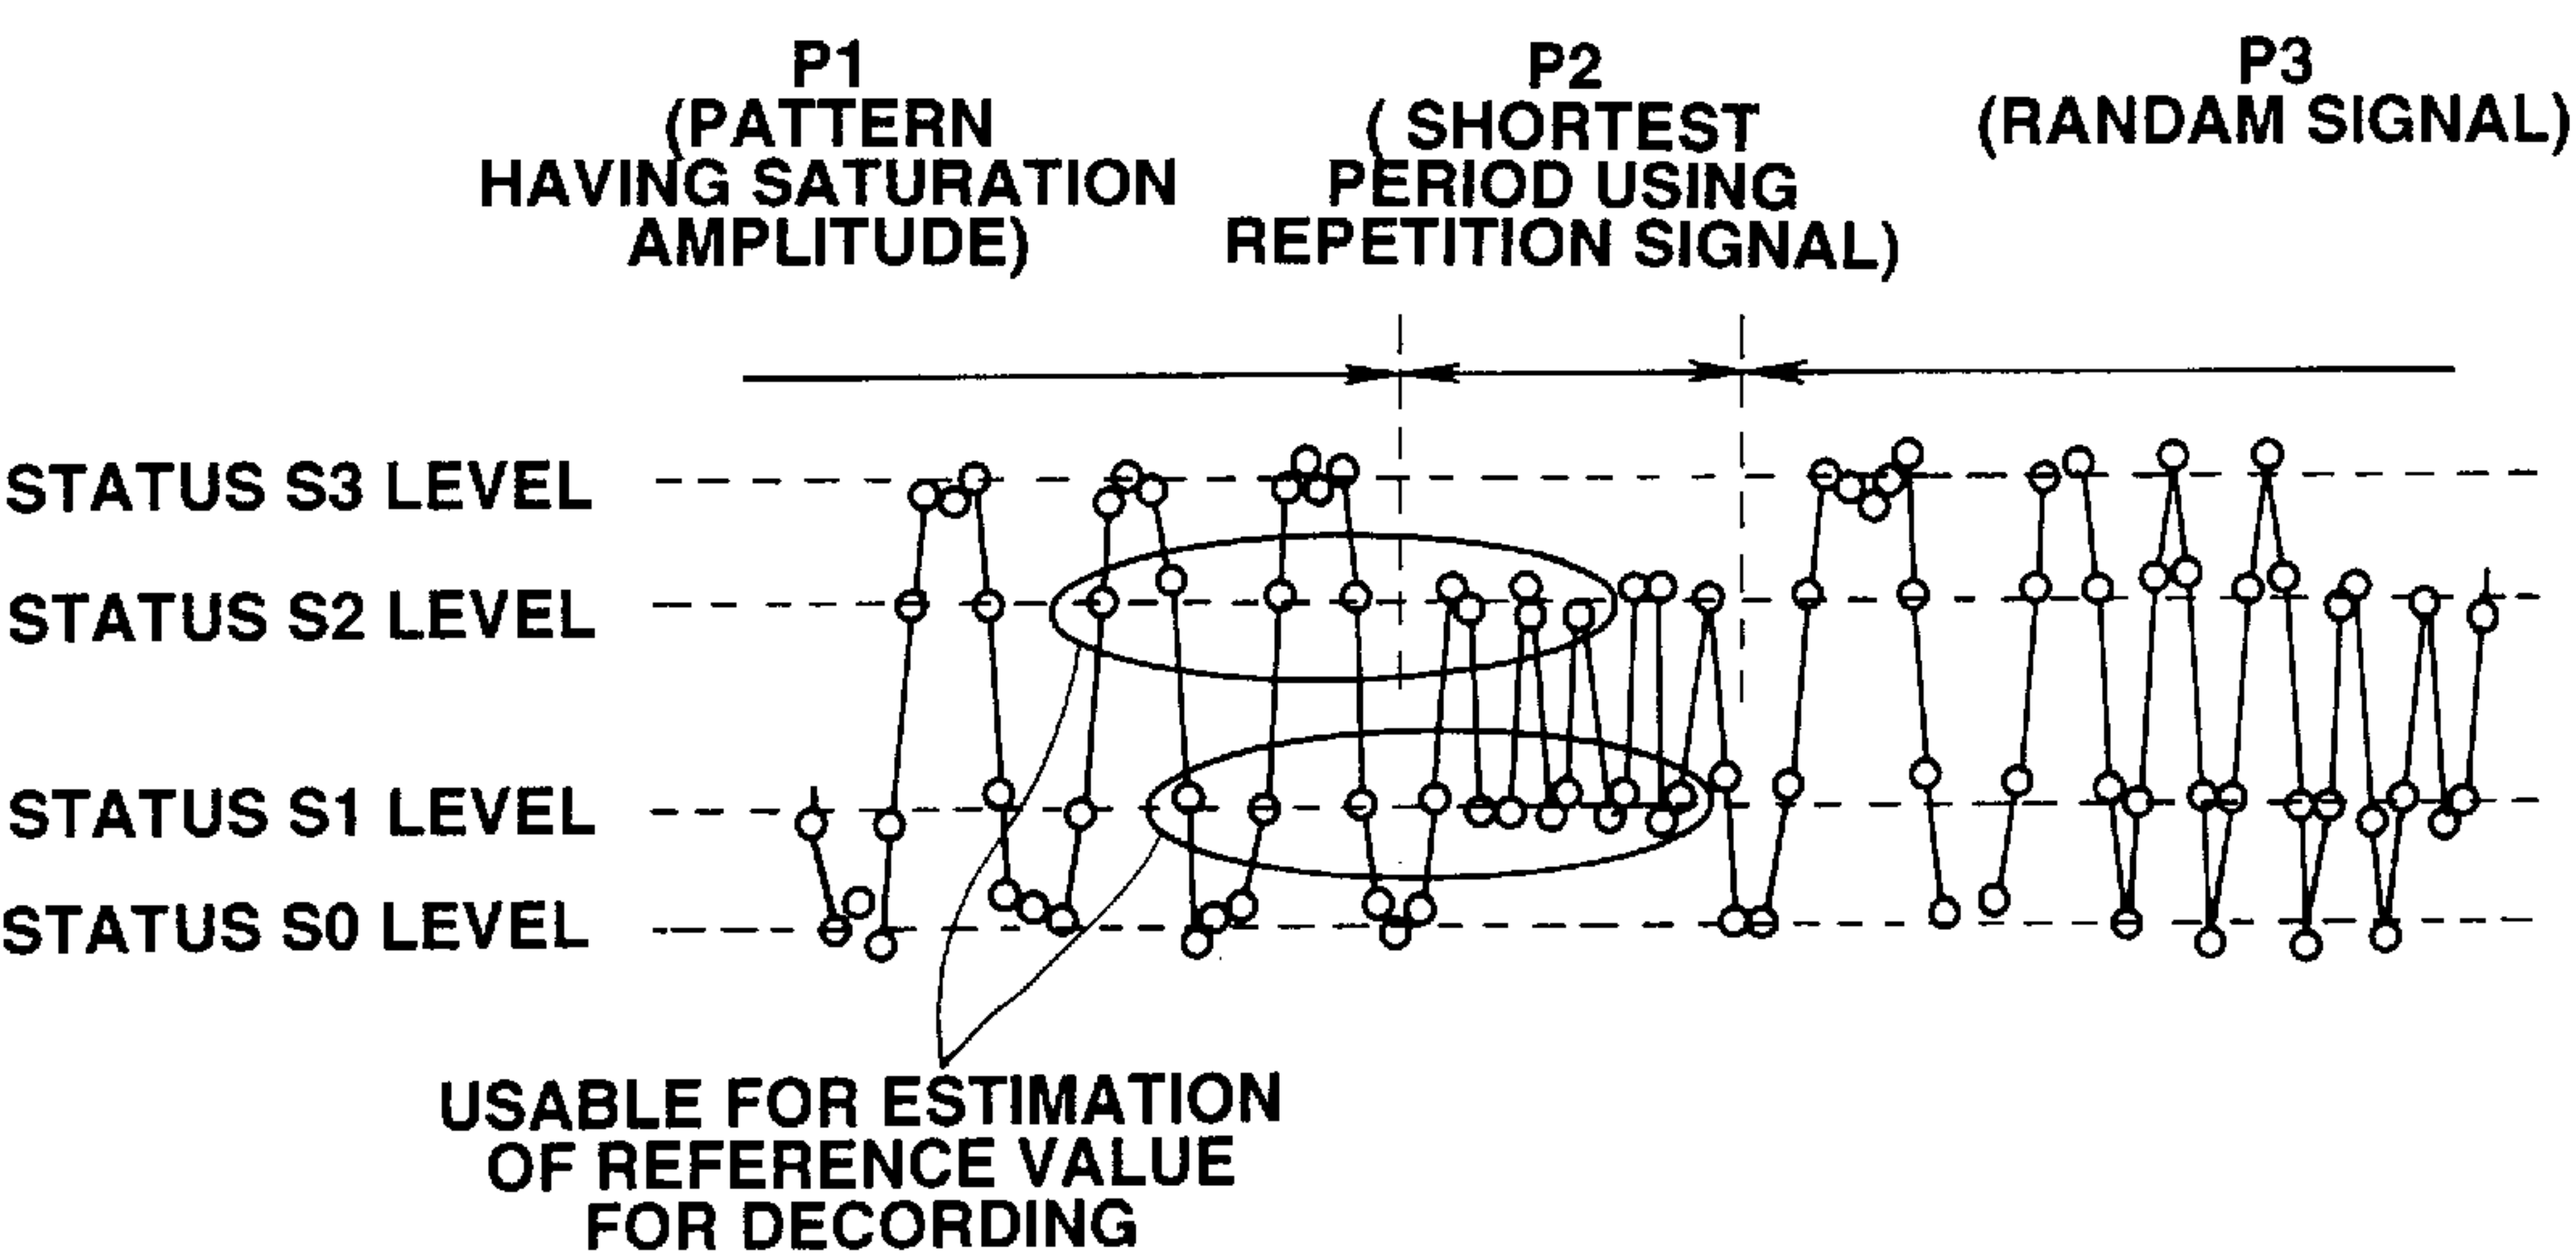 P1
(PATTERN
HAVING SATURATION
AMPLITUDE)
P2
( SHORTEST
PERIOD USING
REPETITION SIGNAL)
P3
(RANDAM SIGNAL)
STATUS S3 LEVEL
STATUS S2 LEVEL
STATUS S1 LEVEL
STATUS S0 LEVEL
USABLE FOR ESTIMATION
OF REFERENCE VALUE
FOR DECORDING